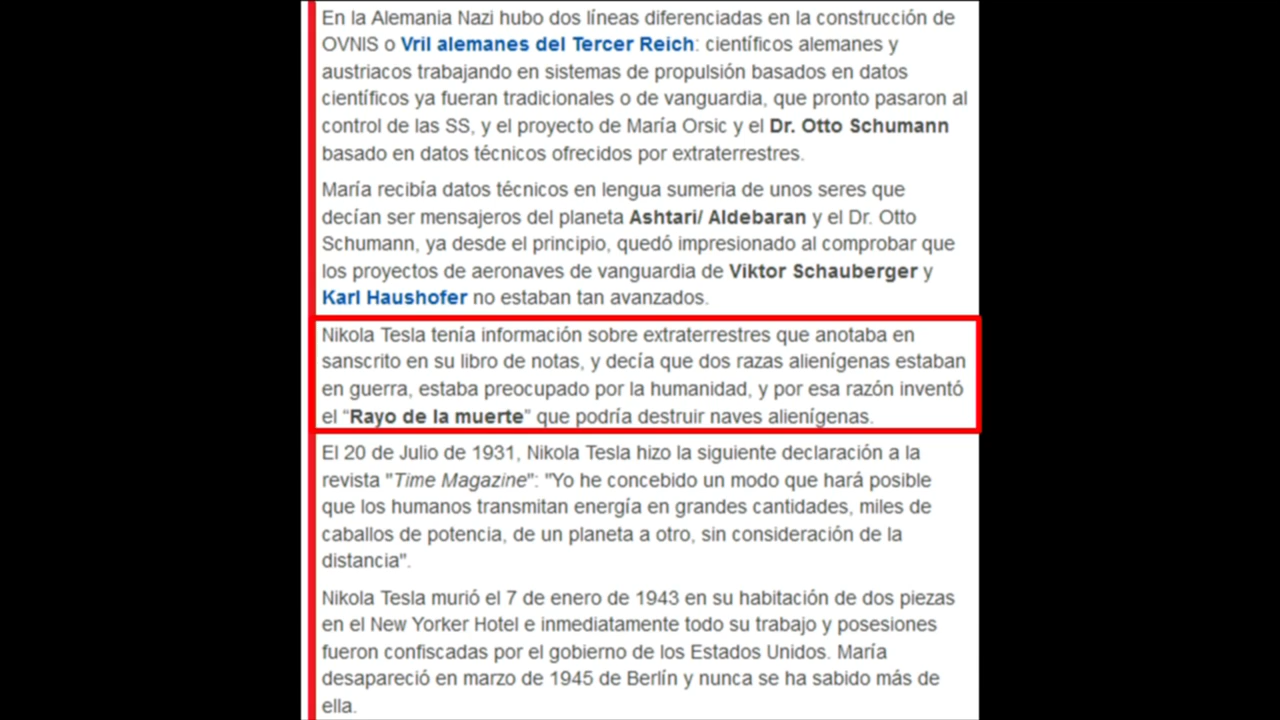 En la Alemania Nazi hubo dos líneas diferenciadas en la construcción de
OVNIS o Vril alemanes del Tercer Reich: científicos alemanes y
austriacos trabajando en sistemas de propulsión basados en datos
científicos ya fueran tradicionales o de vanguardia, que pronto pasaron al
control de las SS, y el proyecto de María Orsic y el Dr. Otto Schumann
basado en datos técnicos ofrecidos por extraterrestres.
María recibía datos técnicos en lengua sumeria de unos seres que
decían ser mensajeros del planeta Ashtari/ Aldebaran y el Dr. Otto
Schumann, ya desde el principio, quedó impresionado al comprobar que
los proyectos de aeronaves de vanguardia de Viktor Schauberger y
Karl Haushofer no estaban tan avanzados.
Nikola Tesla tenía información sobre extraterrestres que anotaba en
sanscrito en su libro de notas, y decía que dos razas alienígenas estaban
en guerra, estaba preocupado por la humanidad, y por esa razón inventó
el “Rayo de la muerte” que podría destruir naves alienígenas.
El 20 de Julio de 1931, Nikola Tesla hizo la siguiente declaración a la
revista "Time Magazine": "Yo he concebido un modo que hará posible
que los humanos transmitan energía en grandes cantidades, miles de
caballos de potencia, de un planeta a otro, sin consideración de la
distancia".
Nikola Tesla murió el 7 de enero de 1943 en su habitación de dos piezas
en el New Yorker Hotel e inmediatamente todo su trabajo y posesiones
fueron confiscadas por el gobierno de los Estados Unidos. María
desapareció en marzo de 1945 de Berlín y nunca se ha sabido más de
ella.